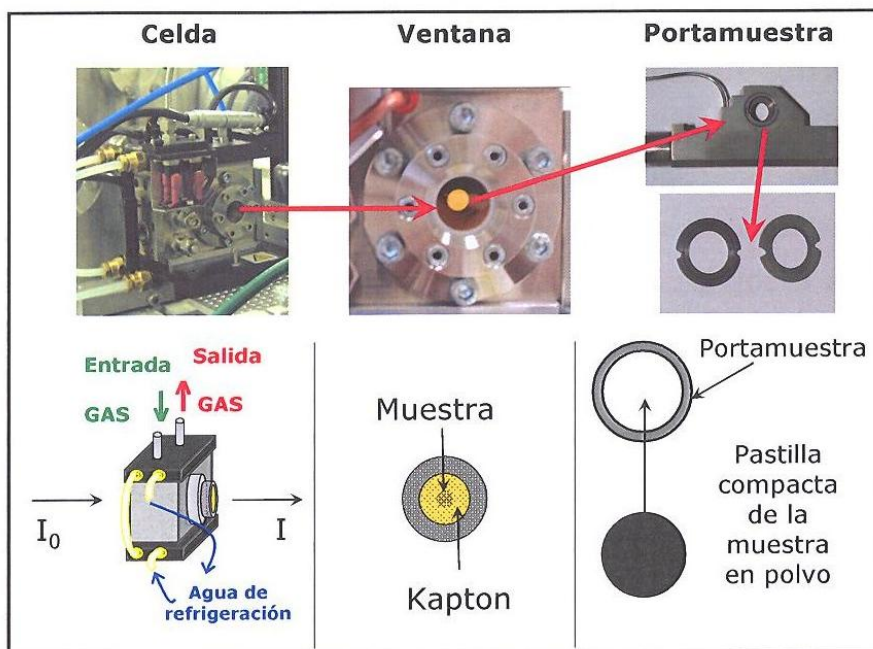 Celda
Ventana
Portamuestra
Entrada
Salida
GAS
GAS
I₀
I
Agua de
refrigeración
Muestra
Kapton
Portamuestra
Pastilla
compacta
de la
muestra
en polvo